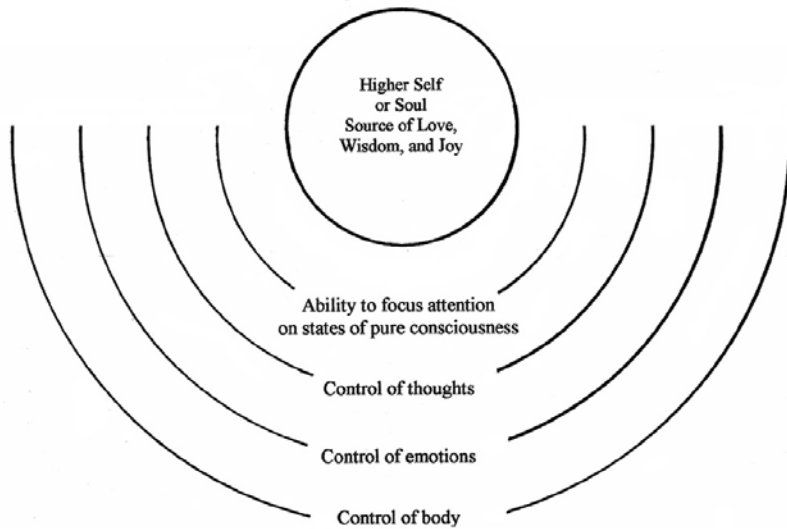 Higher Self
or Soul
Source of Love,
Wisdom, and Joy
Ability to focus attention
on states of pure consciousness
Control of thoughts
Control of emotions
Control of body